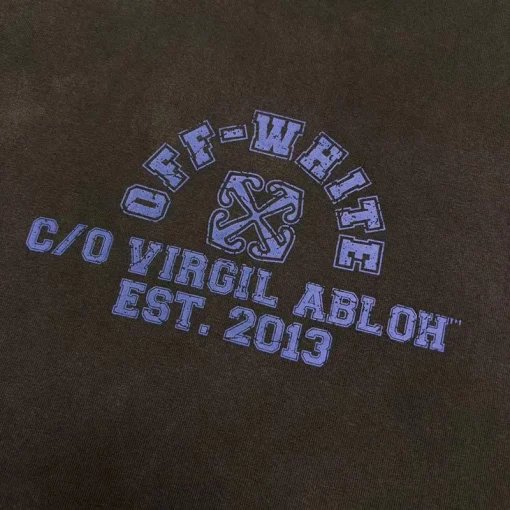 OFF-WHITE
C/O VIRGIL ABLOH™
EST. 2013